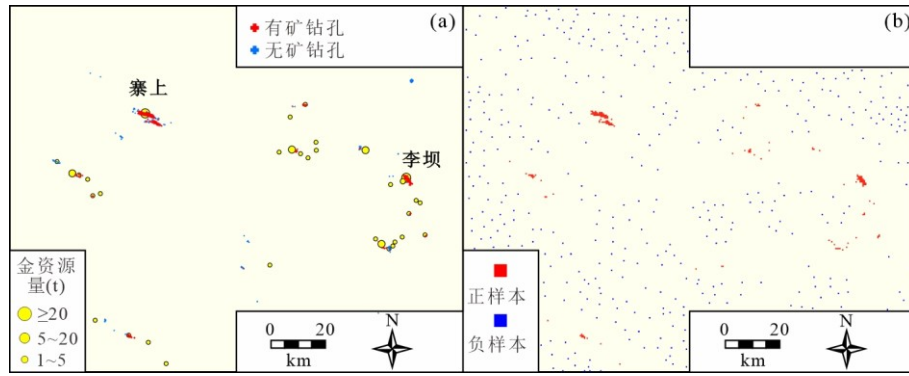 (a)
有矿钻孔
无矿钻孔
寨上
李坝
金资源
量(t)
≥20
5~20
1~5
0 20
km
N
(b)
正样本
负样本
0 20
km
N